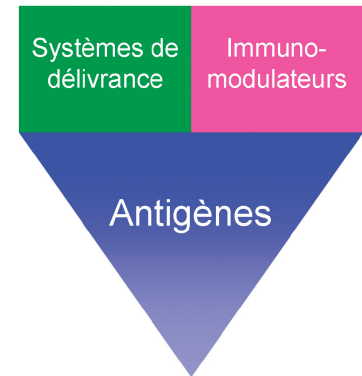 Systèmes de
délivrance
Immuno-
modulateurs
Antigènes